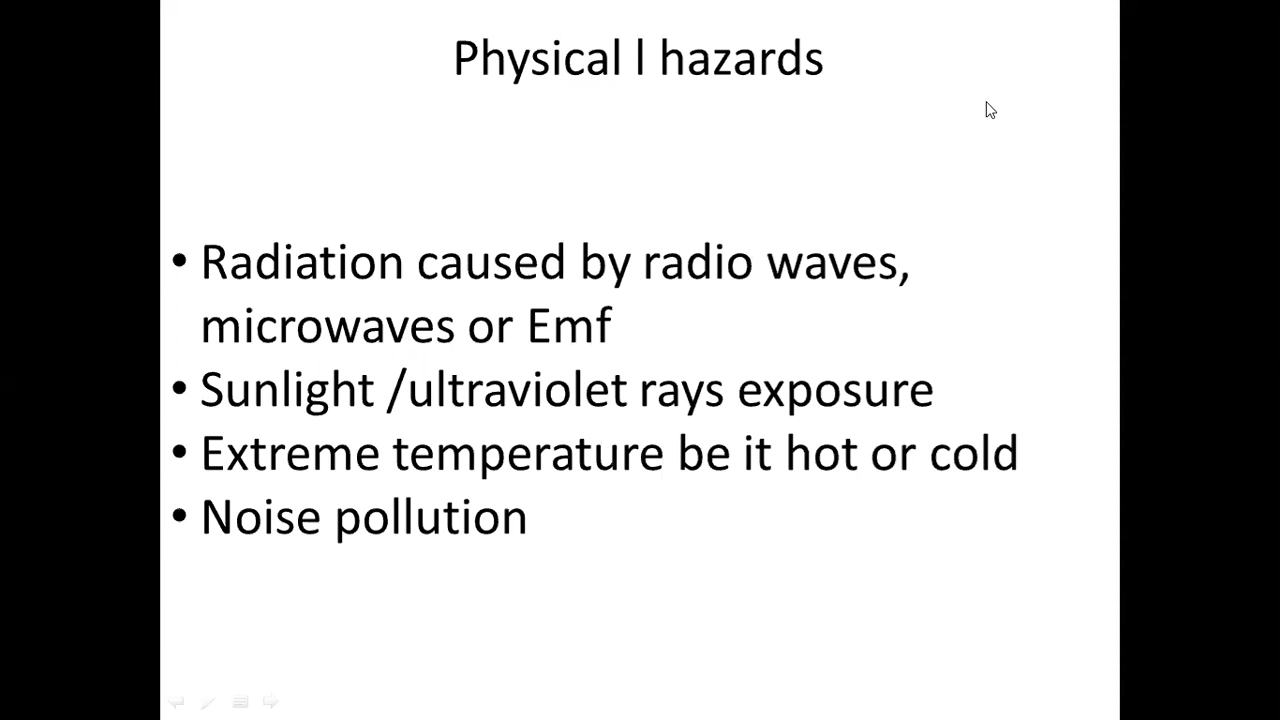 Physical l hazards
• Radiation caused by radio waves,
microwaves or Emf
• Sunlight /ultraviolet rays exposure
• Extreme temperature be it hot or cold
• Noise pollution